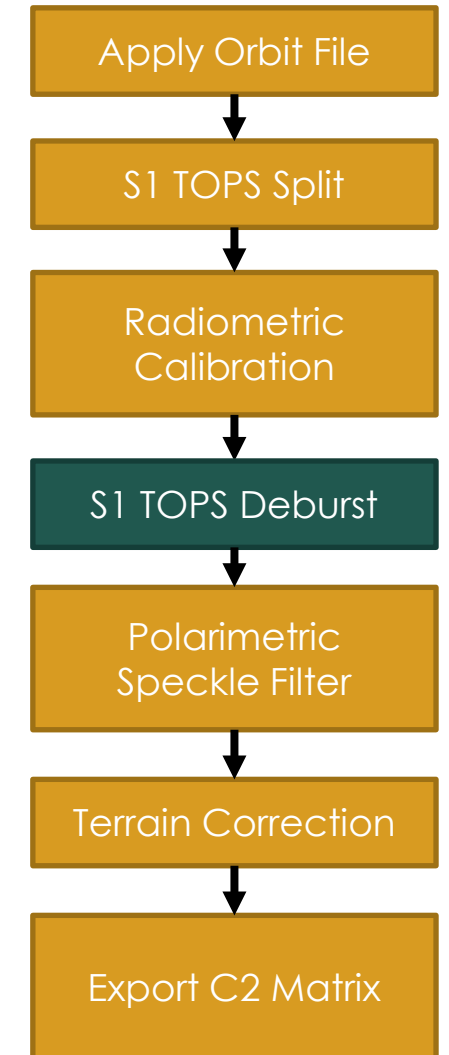 Apply Orbit File
S1 TOPS Split
Radiometric
Calibration
S1 TOPS Deburst
Polarimetric
Speckle Filter
Terrain Correction
Export C2 Matrix